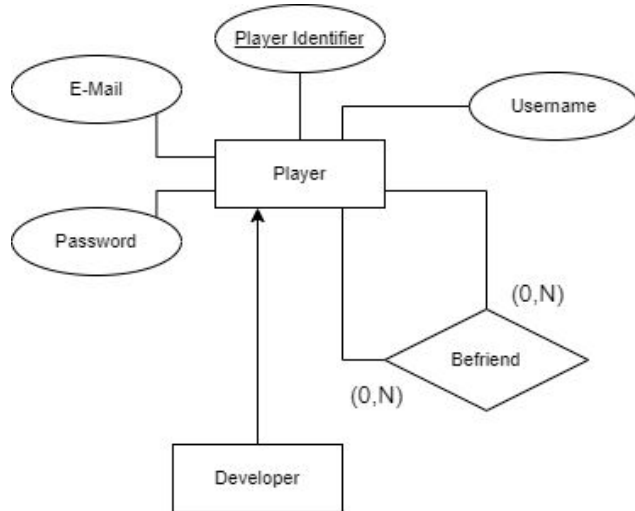 Player Identifier
E-Mail
Username
Player
Password
(0,N)
Befriend
(0,N)
Developer